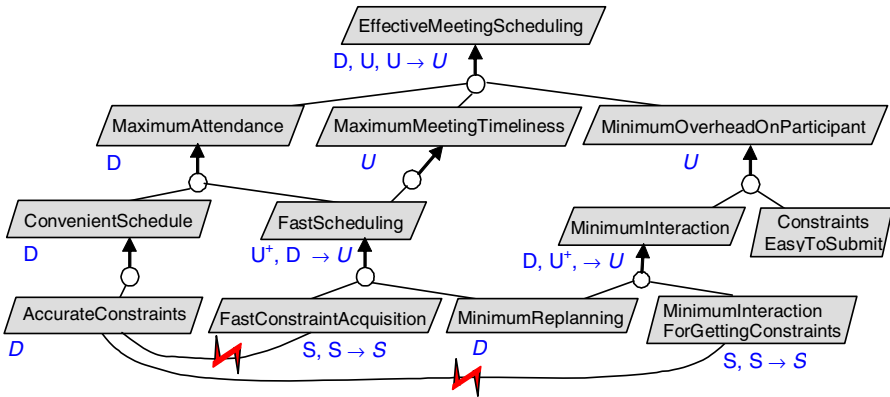 EffectiveMeetingScheduling
D, U, U → U
MaximumAttendance
MaximumMeetingTimeliness
MinimumOverheadOnParticipant
D
U
U
ConvenientSchedule
FastScheduling
MinimumInteraction
Constraints
EasyToSubmit
D
U⁺, D → U
D, U⁺, → U
AccurateConstraints
FastConstraintAcquisition
MinimumReplanning
MinimumInteraction
ForGettingConstraints
D
S, S → S
D
S, S → S